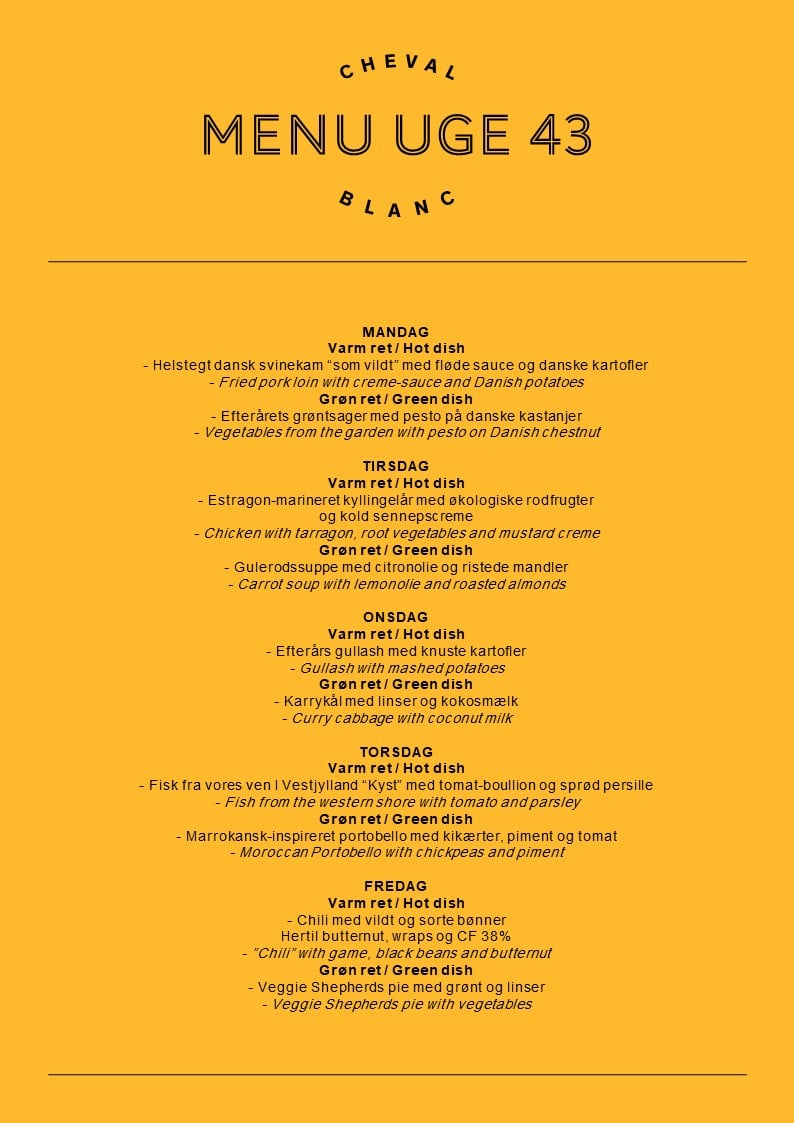 CHEVAL
MENU UGE 43
BLANC
MANDAG
Varm ret / Hot dish
- Helstegt dansk svinekam “som vildt” med fløde sauce og danske kartofler
- Fried pork loin with creme-sauce and Danish potatoes
Grøn ret / Green dish
- Efterårets grøntsager med pesto på danske kastanjer
- Vegetables from the garden with pesto on Danish chestnut
TIRSDAG
Varm ret / Hot dish
- Estragon-marineret kyllingelår med økologiske rodfrugter
og kold sennepscreme
- Chicken with tarragon, root vegetables and mustard creme
Grøn ret / Green dish
- Gulerodssuppe med citronolie og ristede mandler
- Carrot soup with lemonolie and roasted almonds
ONSDAG
Varm ret / Hot dish
- Efterårs gullash med knuste kartofler
- Gullash with mashed potatoes
Grøn ret / Green dish
- Karrykål med linser og kokosmælk
- Curry cabbage with coconut milk
TORSDAG
Varm ret / Hot dish
- Fisk fra vores ven I Vestjylland “Kyst” med tomat-boullion og sprød persille
- Fish from the western shore with tomato and parsley
Grøn ret / Green dish
- Marrokansk-inspireret portobello med kikærter, piment og tomat
- Moroccan Portobello with chickpeas and piment
FREDAG
Varm ret / Hot dish
- Chili med vildt og sorte bønner
Hertil butternut, wraps og CF 38%
- ”Chili” with game, black beans and butternut
Grøn ret / Green dish
- Veggie Shepherds pie med grønt og linser
- Veggie Shepherds pie with vegetables